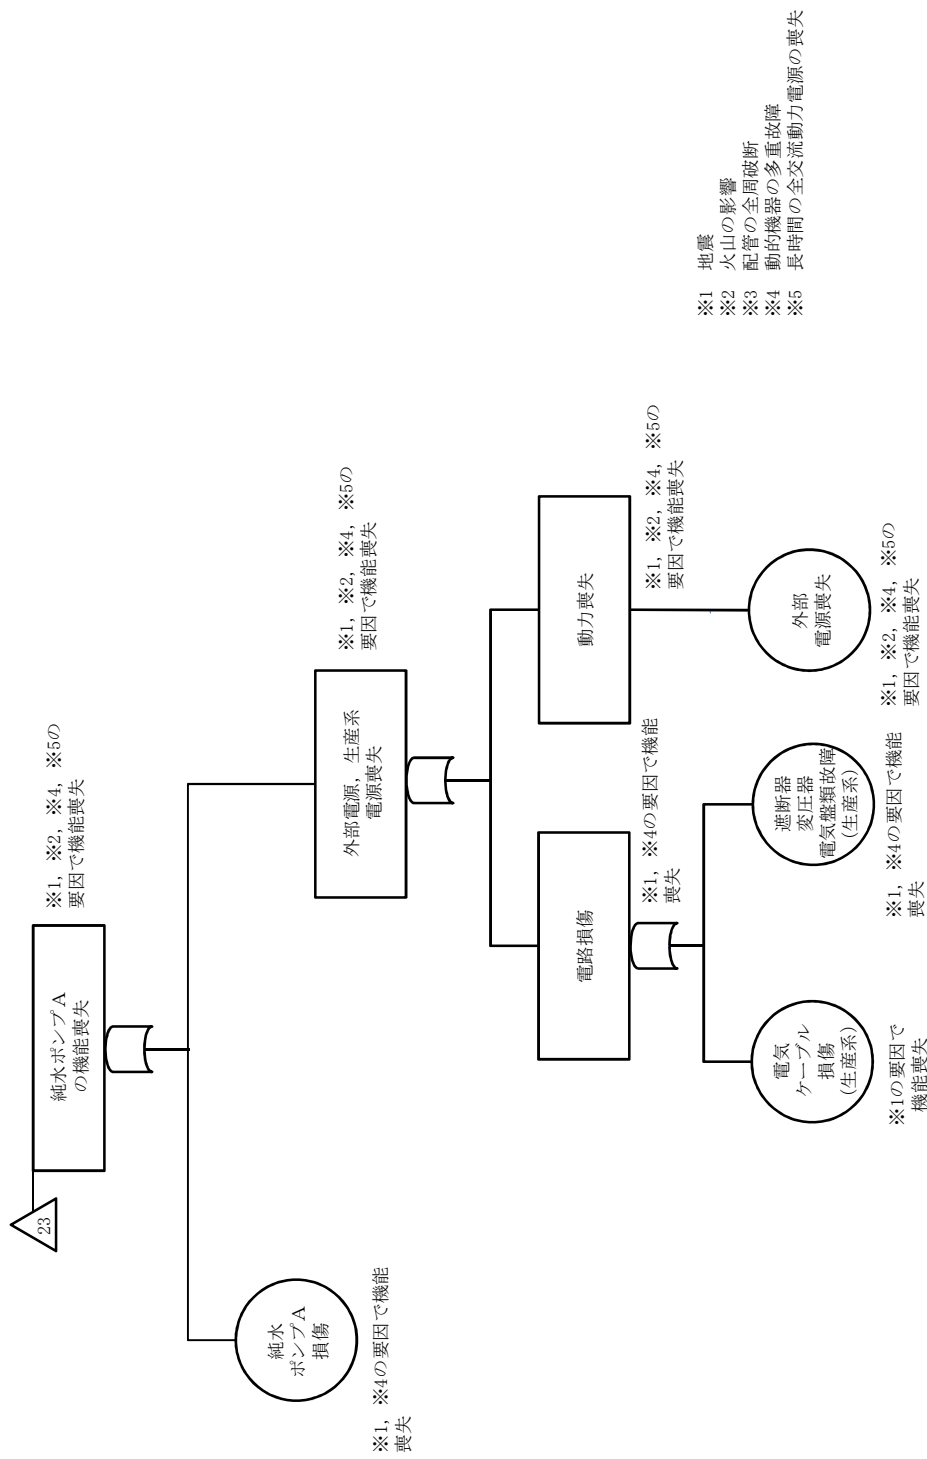 23
純水ポンプA
の機能喪失
※1, ※2, ※4, ※5の
要因で機能喪失
純水
ポンプA
損傷
※1, ※4の要因で機能
喪失
外部電源, 生産系
電源喪失
※1, ※2, ※4, ※5の
要因で機能喪失
電路損傷
※1, ※4の要因で機能
喪失
動力喪失
※1, ※2, ※4, ※5の
要因で機能喪失
電気
ケーブル
損傷
(生産系)
※1の要因で
機能喪失
遮断器
変圧器
電気盤類故障
(生産系)
※1, ※4の要因で機能
喪失
外部
電源喪失
※1, ※2, ※4, ※5の
要因で機能喪失
※1 地震
※2 火山の影響
※3 配管の全周破断
※4 動的機器の多重故障
※5 長時間の全交流動力電源の喪失